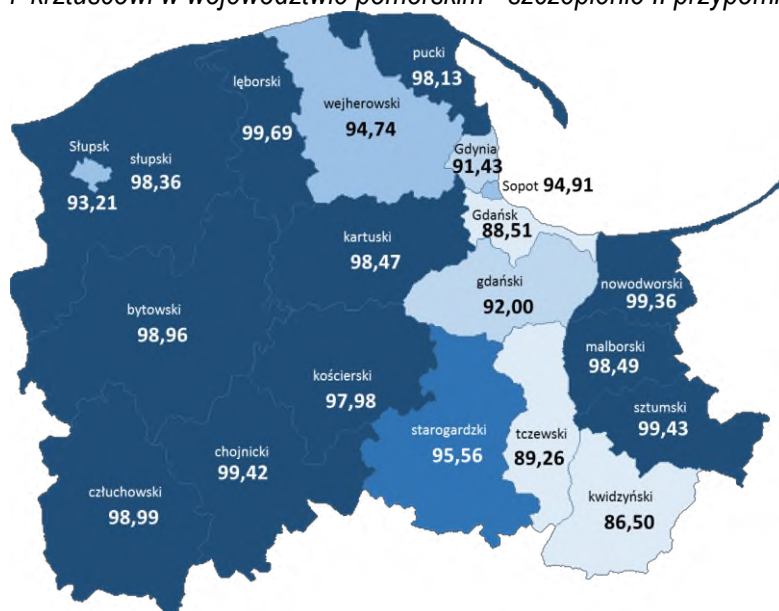 i krztuścowi w województwie pomorskim - szczepienie II przypomi
pucki
98,13
lęborski
99,69
wejherowski
94,74
Gdynia
91,43
Sopot 94,91
Słupsk
93,21
słupski
98,36
Gdańsk
88,51
kartuski
98,47
gdański
92,00
nowodworski
99,36
bytowski
98,96
malborski
98,49
kościerski
97,98
sztumski
99,43
starogardzki
95,56
tczewski
89,26
chojnicki
99,42
człuchowski
98,99
kwidzyński
86,50